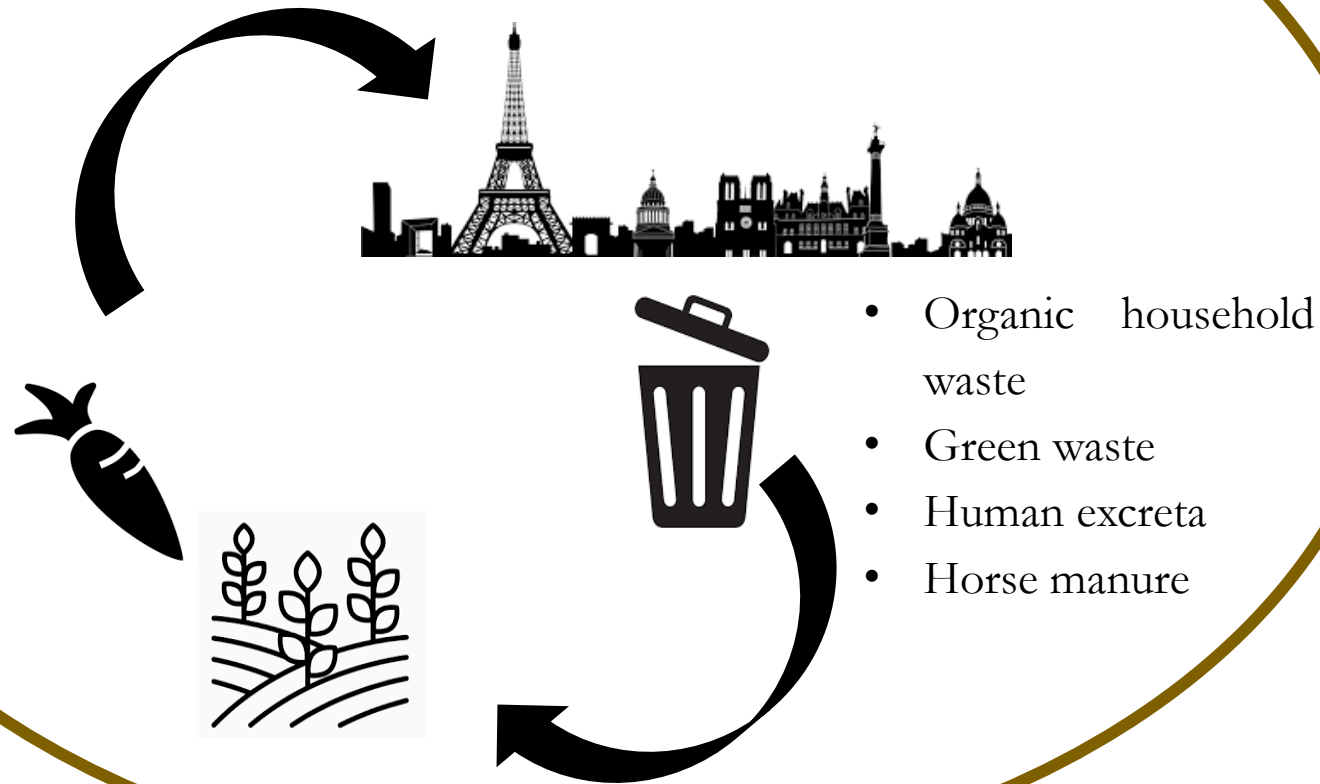 • Organic household
waste
• Green waste
• Human excreta
• Horse manure